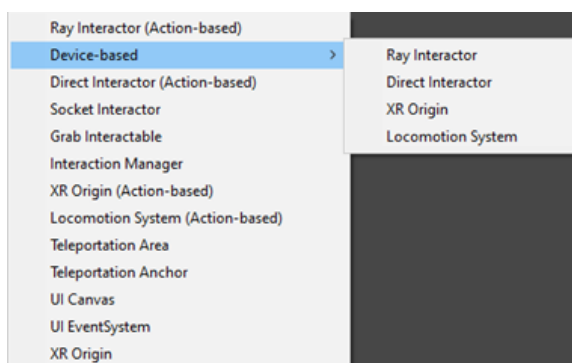 Ray Interactor (Action-based)
Device-based
Direct Interactor (Action-based)
Socket Interactor
Grab Interactable
Interaction Manager
XR Origin (Action-based)
Locomotion System (Action-based)
Teleportation Area
Teleportation Anchor
UI Canvas
UI EventSystem
XR Origin
Ray Interactor
Direct Interactor
XR Origin
Locomotion System